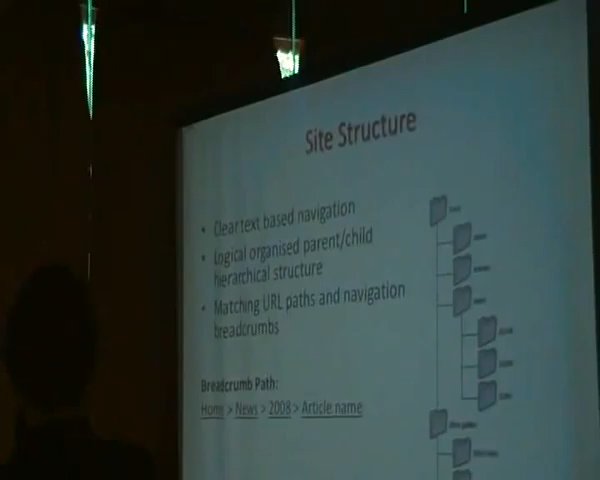 Site Structure
• Clear text based navigation
• Logical organised parent/child
hierarchical structure
• Matching URL paths and navigation
breadcrumbs
Breadcrumb Path:
Home > News > 2008 > Article name